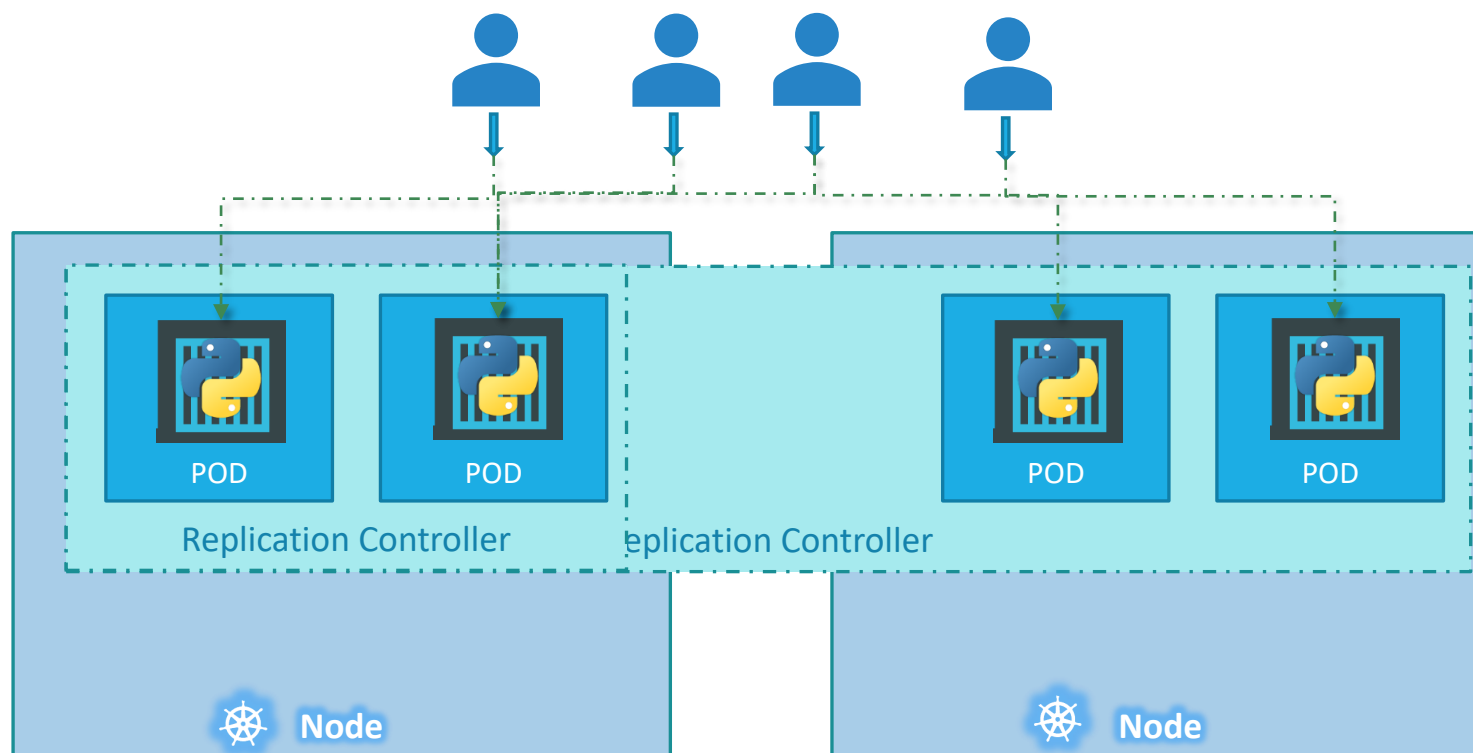 POD
POD
POD
POD
Replication Controller
eplication Controller
Node
Node